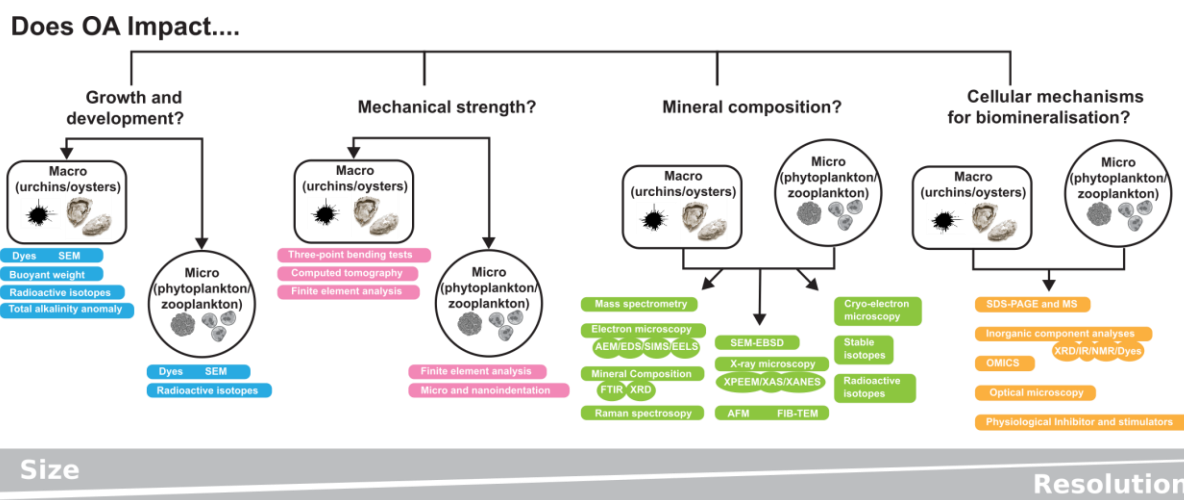 Does OA Impact....
Growth and
development?
Macro
(urchins/oysters)
Dyes SEM
Buoyant weight
Radioactive isotopes
Total alkalinity anomaly
Micro
(phytoplankton/
zooplankton)
Dyes SEM
Radioactive isotopes
Mechanical strength?
Macro
(urchins/oysters)
Three-point bending tests
Computed tomography
Finite element analysis
Micro
(phytoplankton/
zooplankton)
Finite element analysis
Micro and nanoindentation
Mineral composition?
Macro
(urchins/oysters)
Micro
(phytoplankton/
zooplankton)
Mass spectrometry
Electron microscopy
AEM/EDS/SIMS/EELS
Mineral Composition
FTIR XRD
Raman spectrosopy
SEM-EBSD
X-ray microscopy
XPEEM/XAS/XANES
AFM FIB-TEM
Cryo-electron
microscopy
Stable
isotopes
Radioactive
isotopes
Cellular mechanisms
for biomineralisation?
Macro
(urchins/oysters)
Micro
(phytoplankton/
zooplankton)
SDS-PAGE and MS
Inorganic component analyses
XRD/IR/NMR/Dyes
OMICS
Optical microscopy
Physiological Inhibitor and stimulators
Size
Resolution